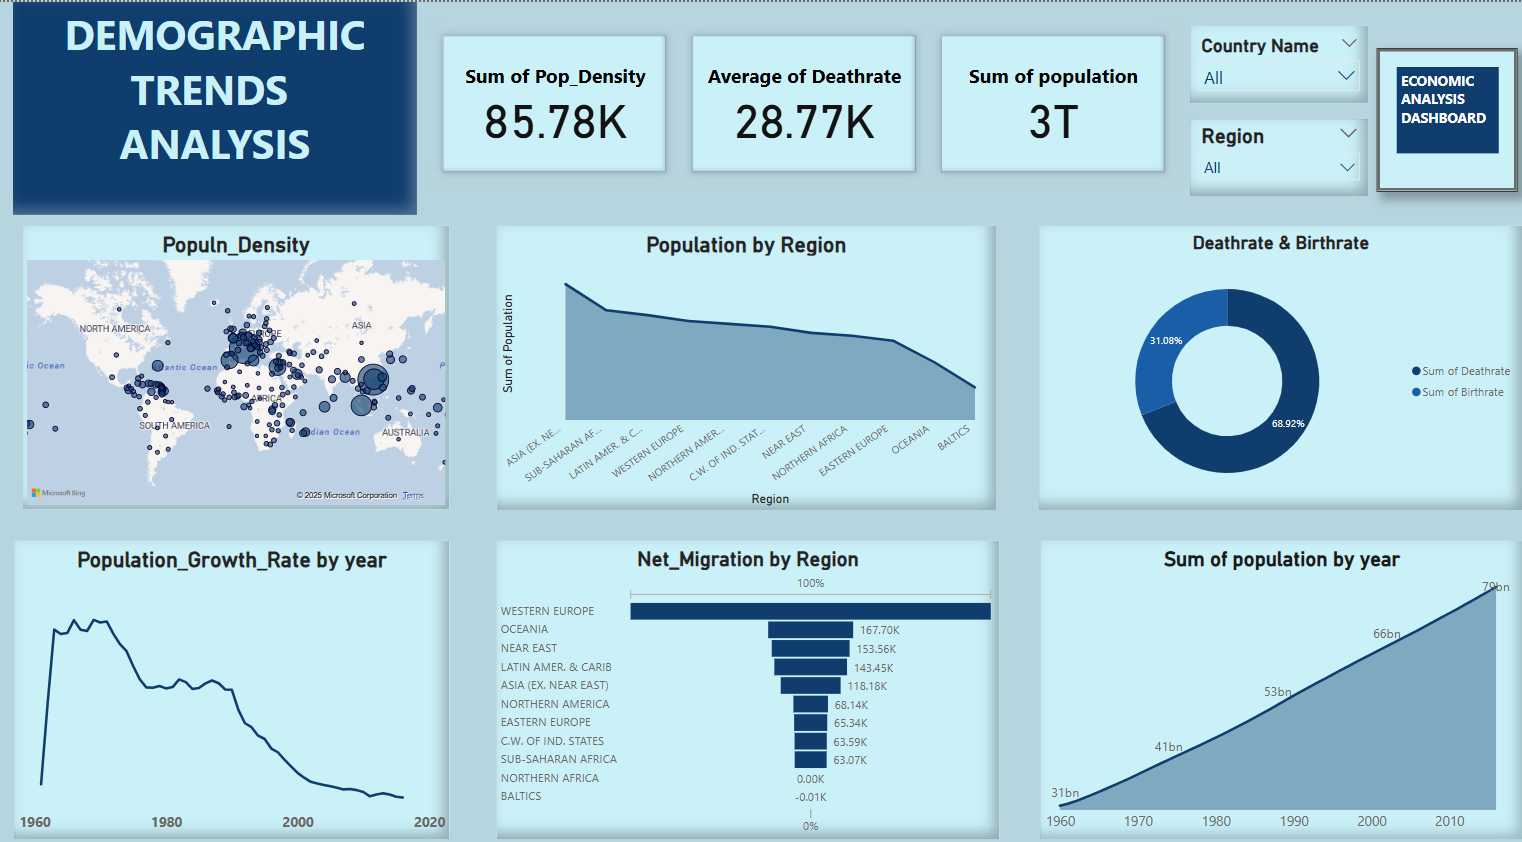 DEMOGRAPHIC
TRENDS
ANALYSIS
Sum of Pop_Density
85.78K
Average of Deathrate
28.77K
Sum of population
3T
Country Name
All
Region
All
ECONOMIC
ANALYSIS
DASHBOARD
Populn_Density
NORTH AMERICA
ASIA
ic Ocean
antic Ocean
P
AFRICA
SOUTH AMERICA
dian Ocean
AUSTRALIA
Microsoft Bing
© 2025 Microsoft Corporation Terms
Population by Region
Sum of Population
ASIA (EX. NE...
SUB-SAHARAN AF...
LATIN AMER. & C...
WESTERN EUROPE
NORTHERN AMER...
C.W. OF IND. STAT...
NEAR EAST
NORTHERN AFRICA
EASTERN EUROPE
OCEANIA
BALTICS
Region
Deathrate & Birthrate
31.08%
68.92%
Sum of Deathrate
Sum of Birthrate
Population_Growth_Rate by year
1960 1980 2000 2020
Net_Migration by Region
100%
WESTERN EUROPE
OCEANIA 167.70K
NEAR EAST 153.56K
LATIN AMER. & CARIB 143.45K
ASIA (EX. NEAR EAST) 118.18K
NORTHERN AMERICA 68.14K
EASTERN EUROPE 65.34K
C.W. OF IND. STATES 63.59K
SUB-SAHARAN AFRICA 63.07K
NORTHERN AFRICA 0.00K
BALTICS -0.01K
0%
Sum of population by year
79bn
66bn
53bn
41bn
31bn
1960 1970 1980 1990 2000 2010